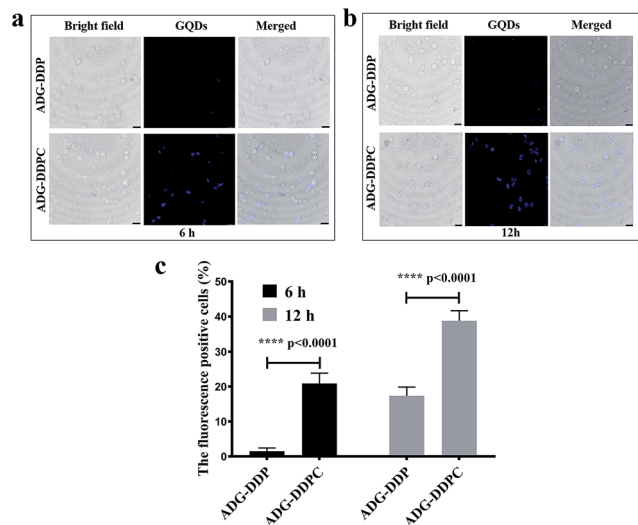 a
Bright field GQDs Merged
ADG-DDP
ADG-DDPC
6 h
b
Bright field GQDs Merged
ADG-DDP
ADG-DDPC
12h
c
The fluorescence positive cells (%)
50
40
30
20
10
0
6 h
12 h
**** p<0.0001
**** p<0.0001
ADG-DDP
ADG-DDPC
ADG-DDP
ADG-DDPC